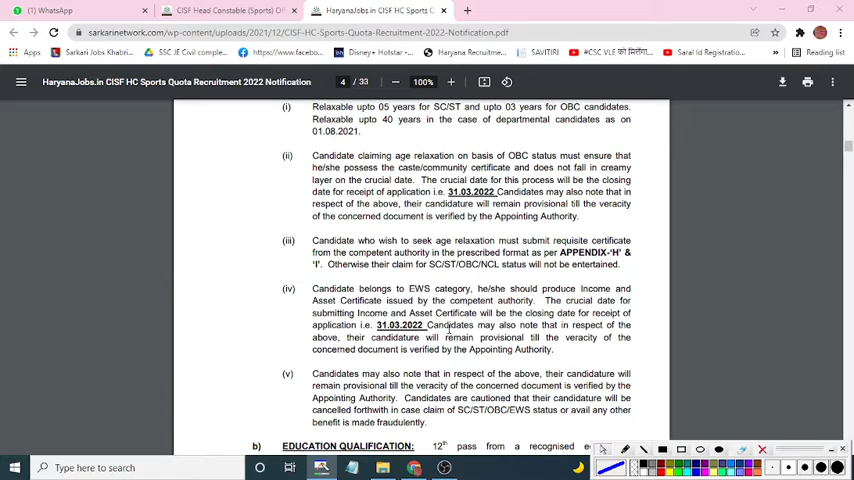 (1) WhatsApp
CISF Head Constable (Sports) Of
HaryanaJobs.in CISF HC Sports Qu
sarkarinetwork.com/wp-content/uploads/2021/12/CISF-HC-Sports-Quota-Recruitment-2022-Notification.pdf
Apps
Sarkari Jobs Khabri...
SSC JE Civil comple...
https://www.facebo...
Disney+ Hotstar -...
Haryana Recruitme...
SAVITIRI
#CSC VLE को मिलेगा...
Saral Id Registratio...
Reading list
HaryanaJobs.in CISF HC Sports Quota Recruitment 2022 Notification
4 / 33
100%
(i) Relaxable upto 05 years for SC/ST and upto 03 years for OBC candidates.
Relaxable upto 40 years in the case of departmental candidates as on
01.08.2021.
(ii) Candidate claiming age relaxation on basis of OBC status must ensure that
he/she possess the caste/community certificate and does not fall in creamy
layer on the crucial date. The crucial date for this process will be the closing
date for receipt of application i.e. 31.03.2022 Candidates may also note that in
respect of the above, their candidature will remain provisional till the veracity
of the concerned document is verified by the Appointing Authority.
(iii) Candidate who wish to seek age relaxation must submit requisite certificate
from the competent authority in the prescribed format as per APPENDIX-'H' &
'I'. Otherwise their claim for SC/ST/OBC/NCL status will not be entertained.
(iv) Candidate belongs to EWS category, he/she should produce Income and
Asset Certificate issued by the competent authority. The crucial date for
submitting Income and Asset Certificate will be the closing date for receipt of
application i.e. 31.03.2022 Candidates may also note that in respect of the
above, their candidature will remain provisional till the veracity of the
concerned document is verified by the Appointing Authority.
(v) Candidates may also note that in respect of the above, their candidature will
remain provisional till the veracity of the concerned document is verified by the
Appointing Authority. Candidates are cautioned that their candidature will be
cancelled forthwith in case claim of SC/ST/OBC/EWS status or avail any other
benefit is made fraudulently.
b) EDUCATION QUALIFICATION: 12th pass from a recognised e
Type here to search